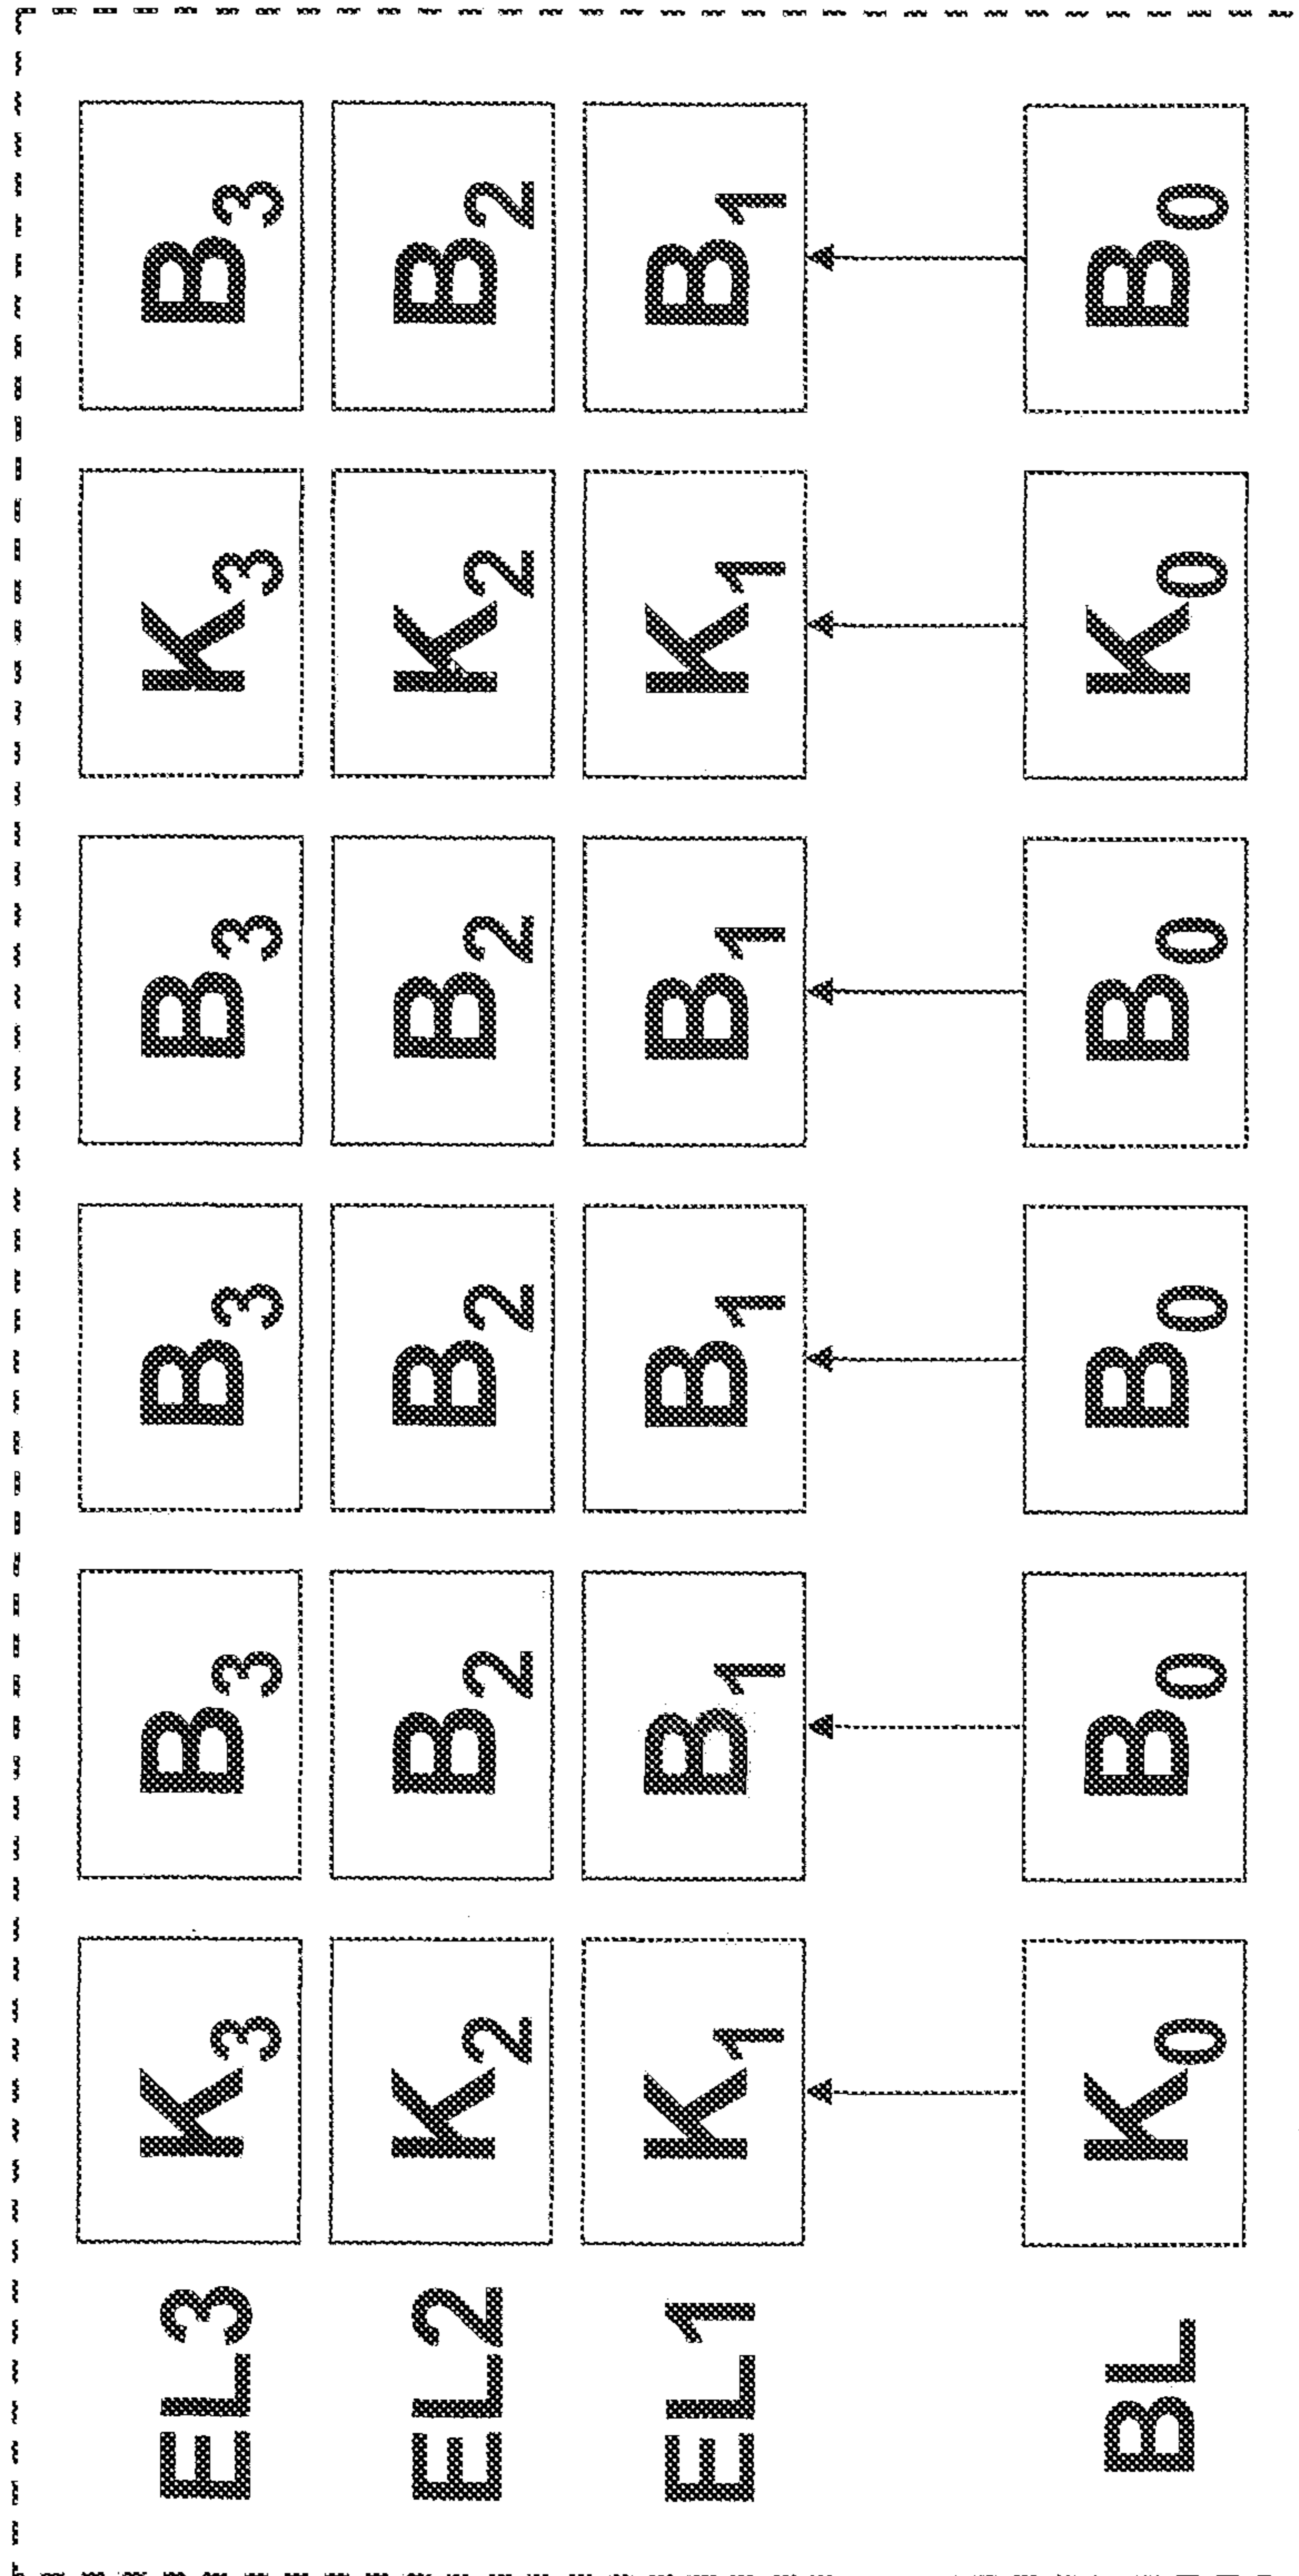 EL3 K₃ B₃ B₃ B₃ K₃ B₃
EL2 K₂ B₂ B₂ B₂ K₂ B₂
EL1 K₁ B₁ B₁ B₁ K₁ B₁
BL K₀ B₀ B₀ B₀ K₀ B₀